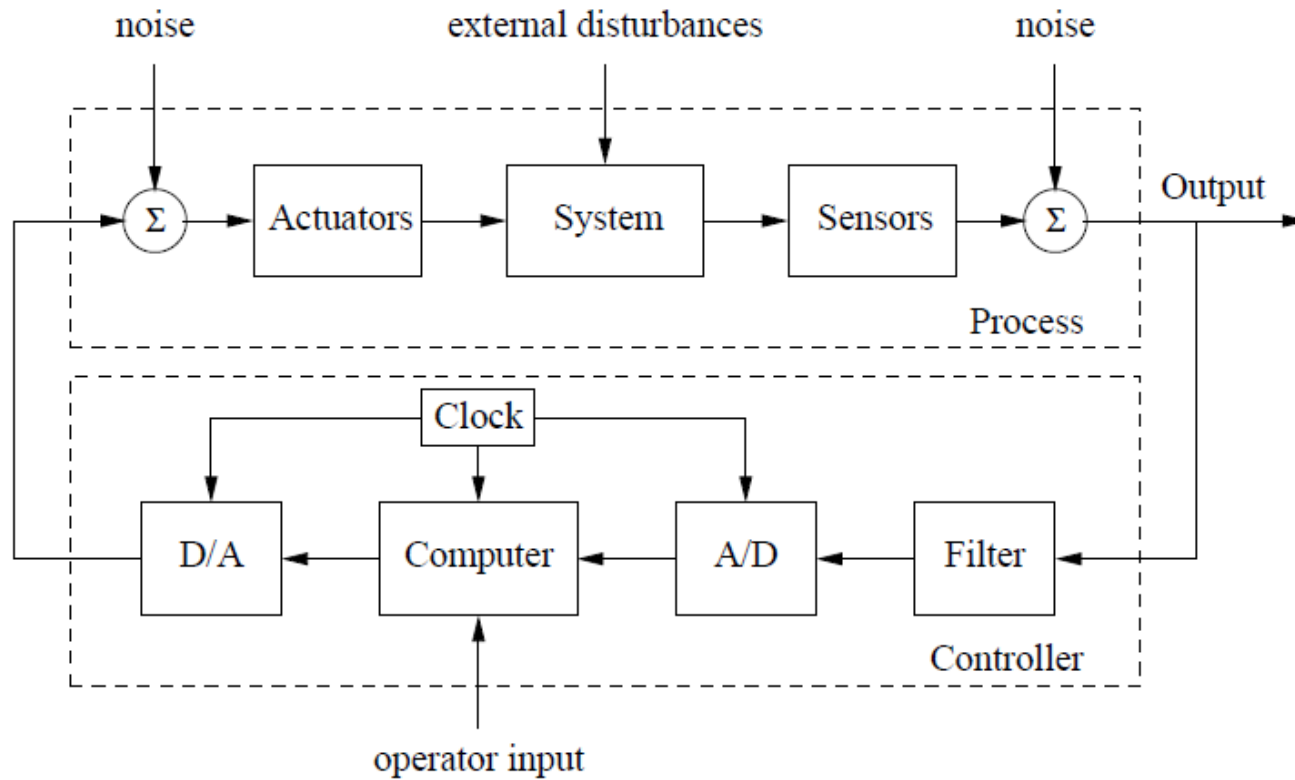 noise
external disturbances
noise
Σ
Actuators
System
Sensors
Σ
Output
Process
Clock
D/A
Computer
A/D
Filter
Controller
operator input